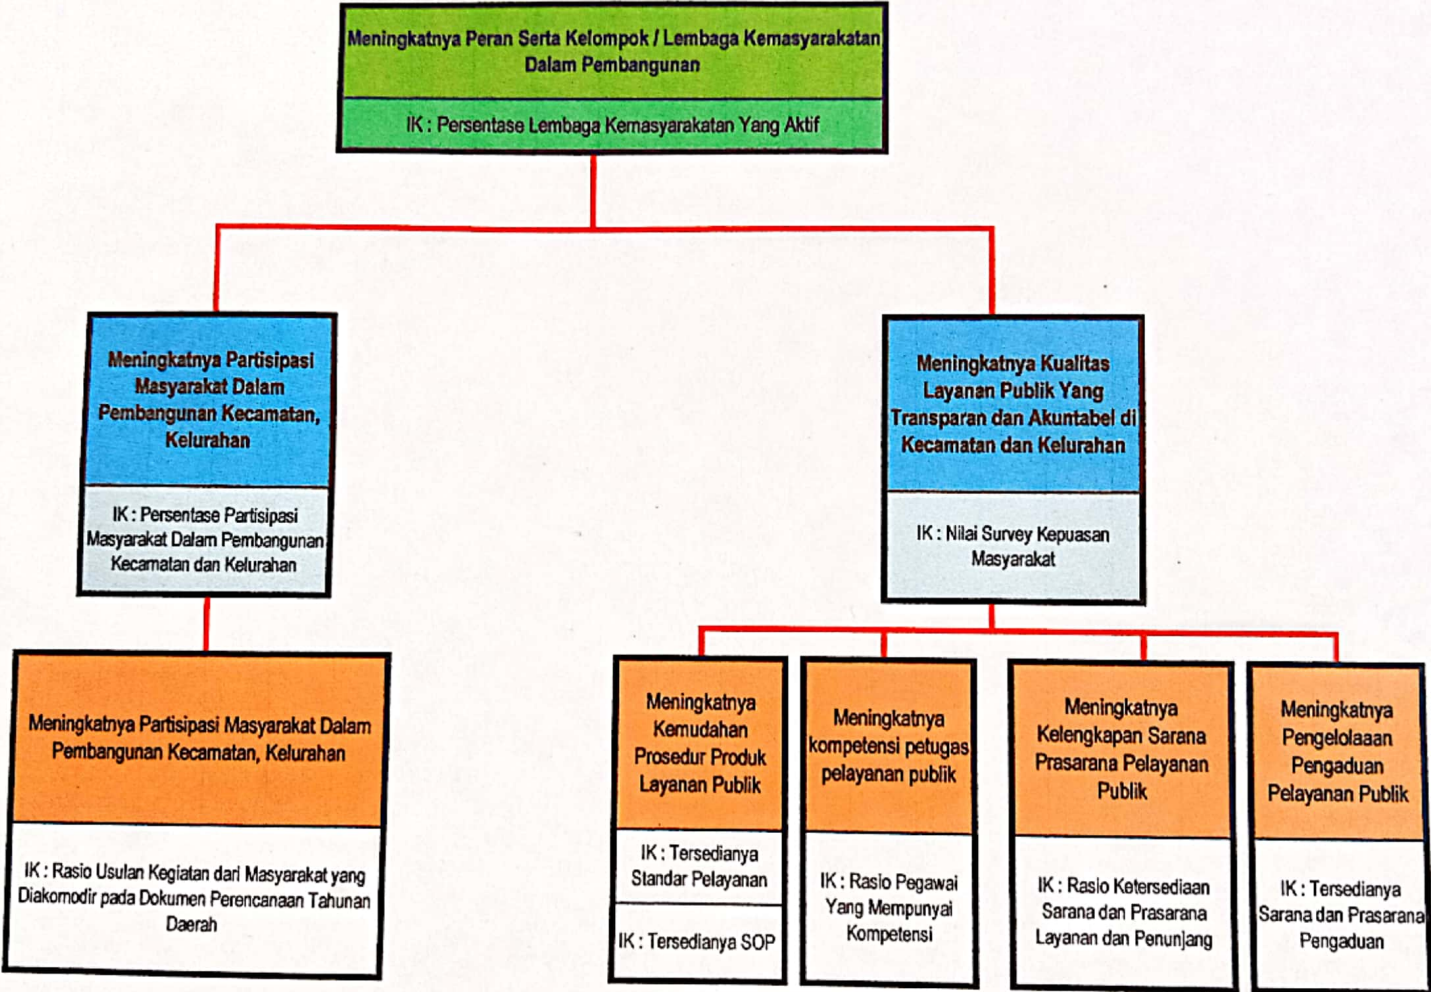 Meningkatnya Peran Serta Kelompok / Lembaga Kemasyarakatan
Dalam Pembangunan
IK : Persentase Lembaga Kemasyarakatan Yang Aktif
Meningkatnya Partisipasi
Masyarakat Dalam
Pembangunan Kecamatan,
Kelurahan
IK : Persentase Partisipasi
Masyarakat Dalam Pembangunan
Kecamatan dan Kelurahan
Meningkatnya Kualitas
Layanan Publik Yang
Transparan dan Akuntabel di
Kecamatan dan Kelurahan
IK : Nilai Survey Kepuasan
Masyarakat
Meningkatnya Partisipasi Masyarakat Dalam
Pembangunan Kecamatan, Kelurahan
IK : Rasio Usulan Kegiatan dari Masyarakat yang
Diakomodir pada Dokumen Perencanaan Tahunan
Daerah
Meningkatnya
Kemudahan
Prosedur Produk
Layanan Publik
IK : Tersedianya
Standar Pelayanan
IK : Tersedianya SOP
Meningkatnya
kompetensi petugas
pelayanan publik
IK : Rasio Pegawai
Yang Mempunyai
Kompetensi
Meningkatnya
Kelengkapan Sarana
Prasarana Pelayanan
Publik
IK : Rasio Ketersediaan
Sarana dan Prasarana
Layanan dan Penunjang
Meningkatnya
Pengelolaaan
Pengaduan
Pelayanan Publik
IK : Tersedianya
Sarana dan Prasarana
Pengaduan